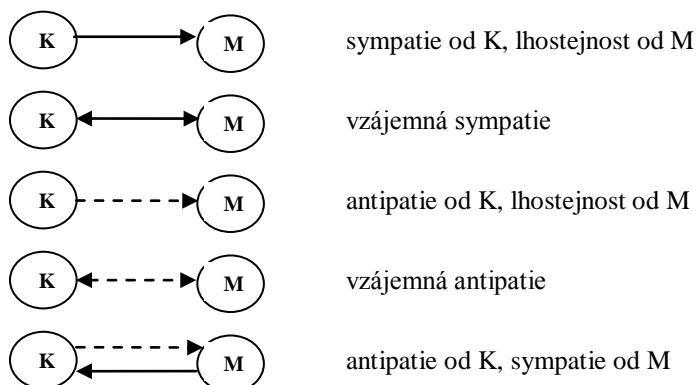 K M sympatie od K, lhostejnost od M
K M vzájemná sympatie
K M antipatie od K, lhostejnost od M
K M vzájemná antipatie
K M antipatie od K, sympatie od M